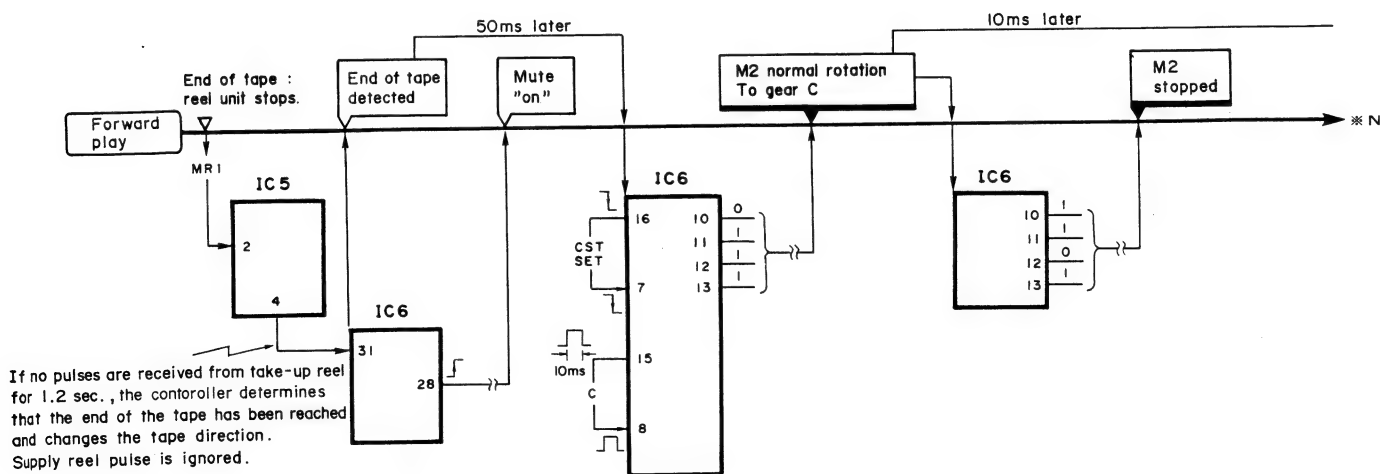 50ms later
10ms later
End of tape :
reel unit stops.
End of tape
detected
Mute
"on"
M2 normal rotation
To gear C
M2
stopped
Forward
play
※ N
MR1
IC5
2
4
IC6
31
28
If no pulses are received from take-up reel
for 1.2 sec., the contoroller determines
that the end of the tape has been reached
and changes the tape direction.
Supply reel pulse is ignored.
IC6
16
CST
SET
7
10 0
11 1
12 1
13 1
15
10ms
C
8
IC6
10 1
11 1
12 0
13 1